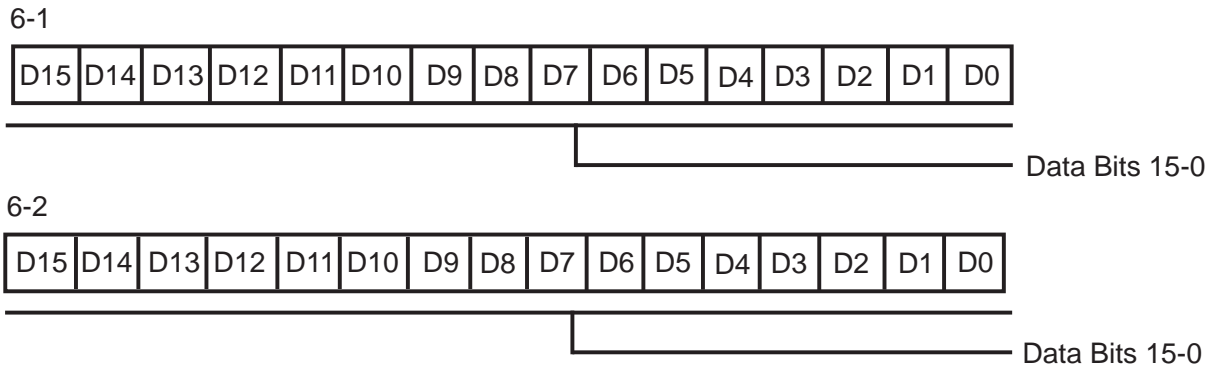 6-1
D15 D14 D13 D12 D11 D10 D9 D8 D7 D6 D5 D4 D3 D2 D1 D0
Data Bits 15-0
6-2
D15 D14 D13 D12 D11 D10 D9 D8 D7 D6 D5 D4 D3 D2 D1 D0
Data Bits 15-0